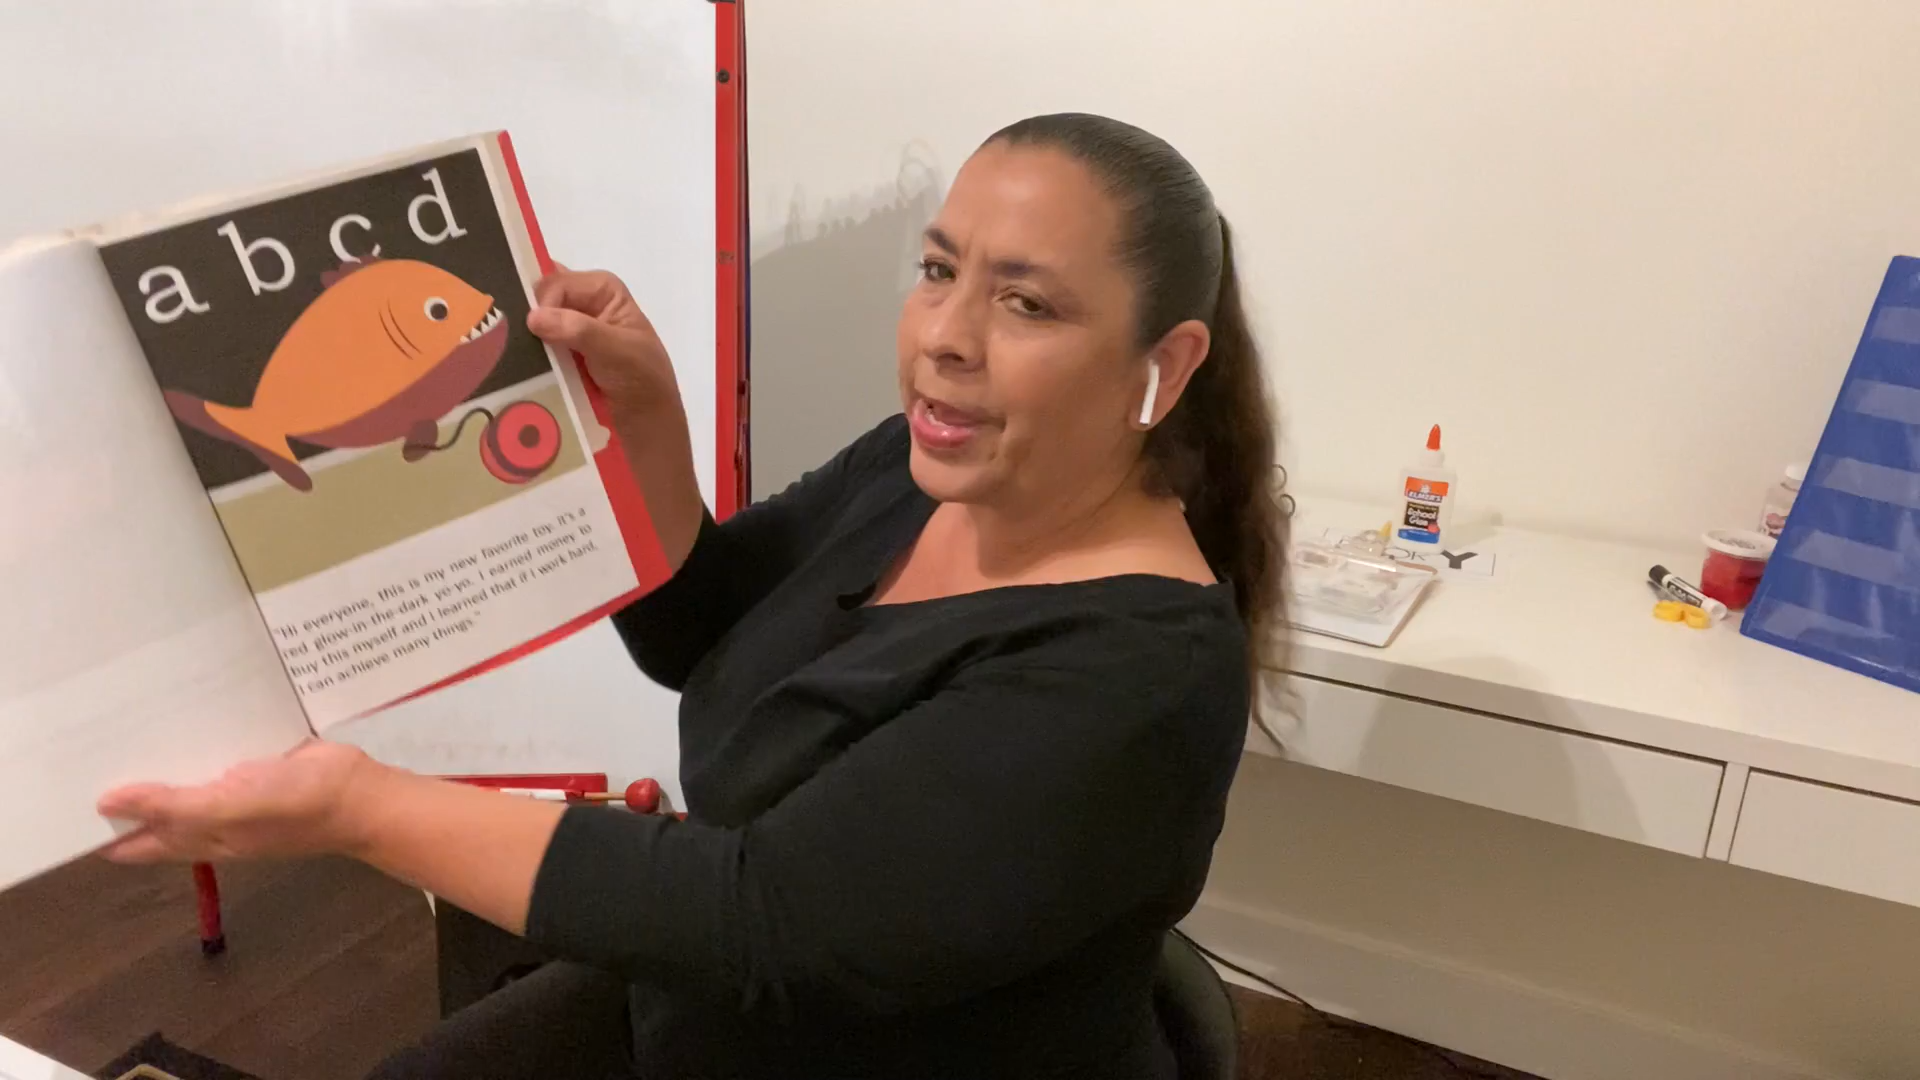 a b c d
"Hi everyone, this is my new favorite toy. It's a
red glow-in-the-dark yo-yo. I earned money to
buy this myself and I learned that if I work hard,
I can achieve many things."
ELMER'S
School
Glue
Y